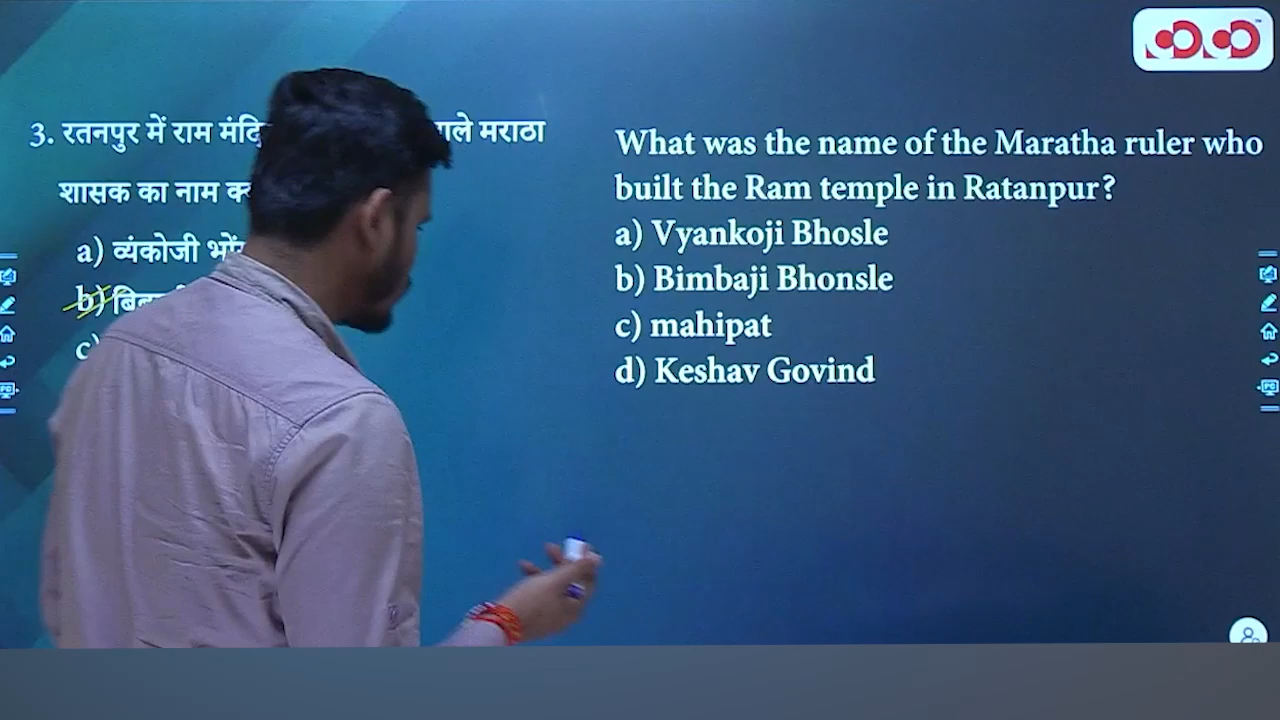 3. रतनपुर में राम मंदि वाले मराठा
शासक का नाम
a) व्यंकोजी
b)
c)
What was the name of the Maratha ruler who
built the Ram temple in Ratanpur?
a) Vyankoji Bhosle
b) Bimbaji Bhonsle
c) mahipat
d) Keshav Govind